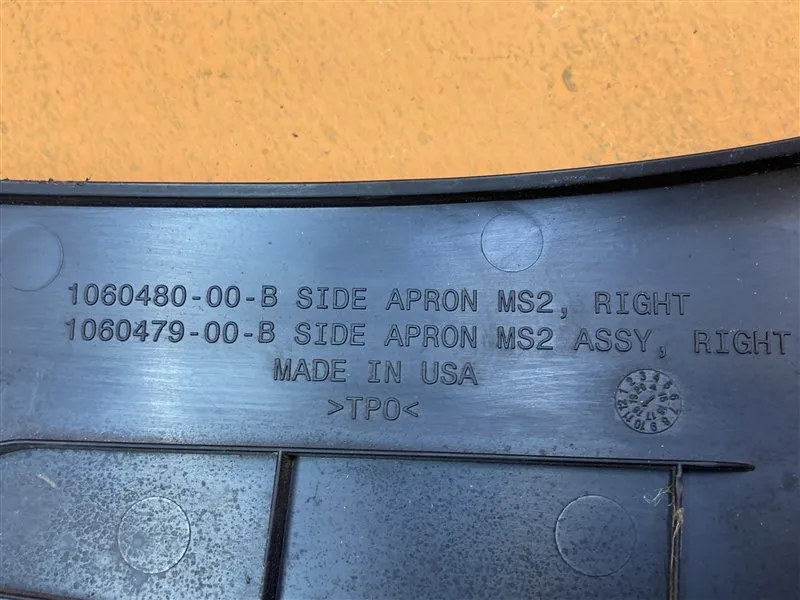 1060480-00-B SIDE APRON MS2, RIGHT
1060479-00-B SIDE APRON MS2 ASSY, RIGHT
MADE IN USA
>TPO<